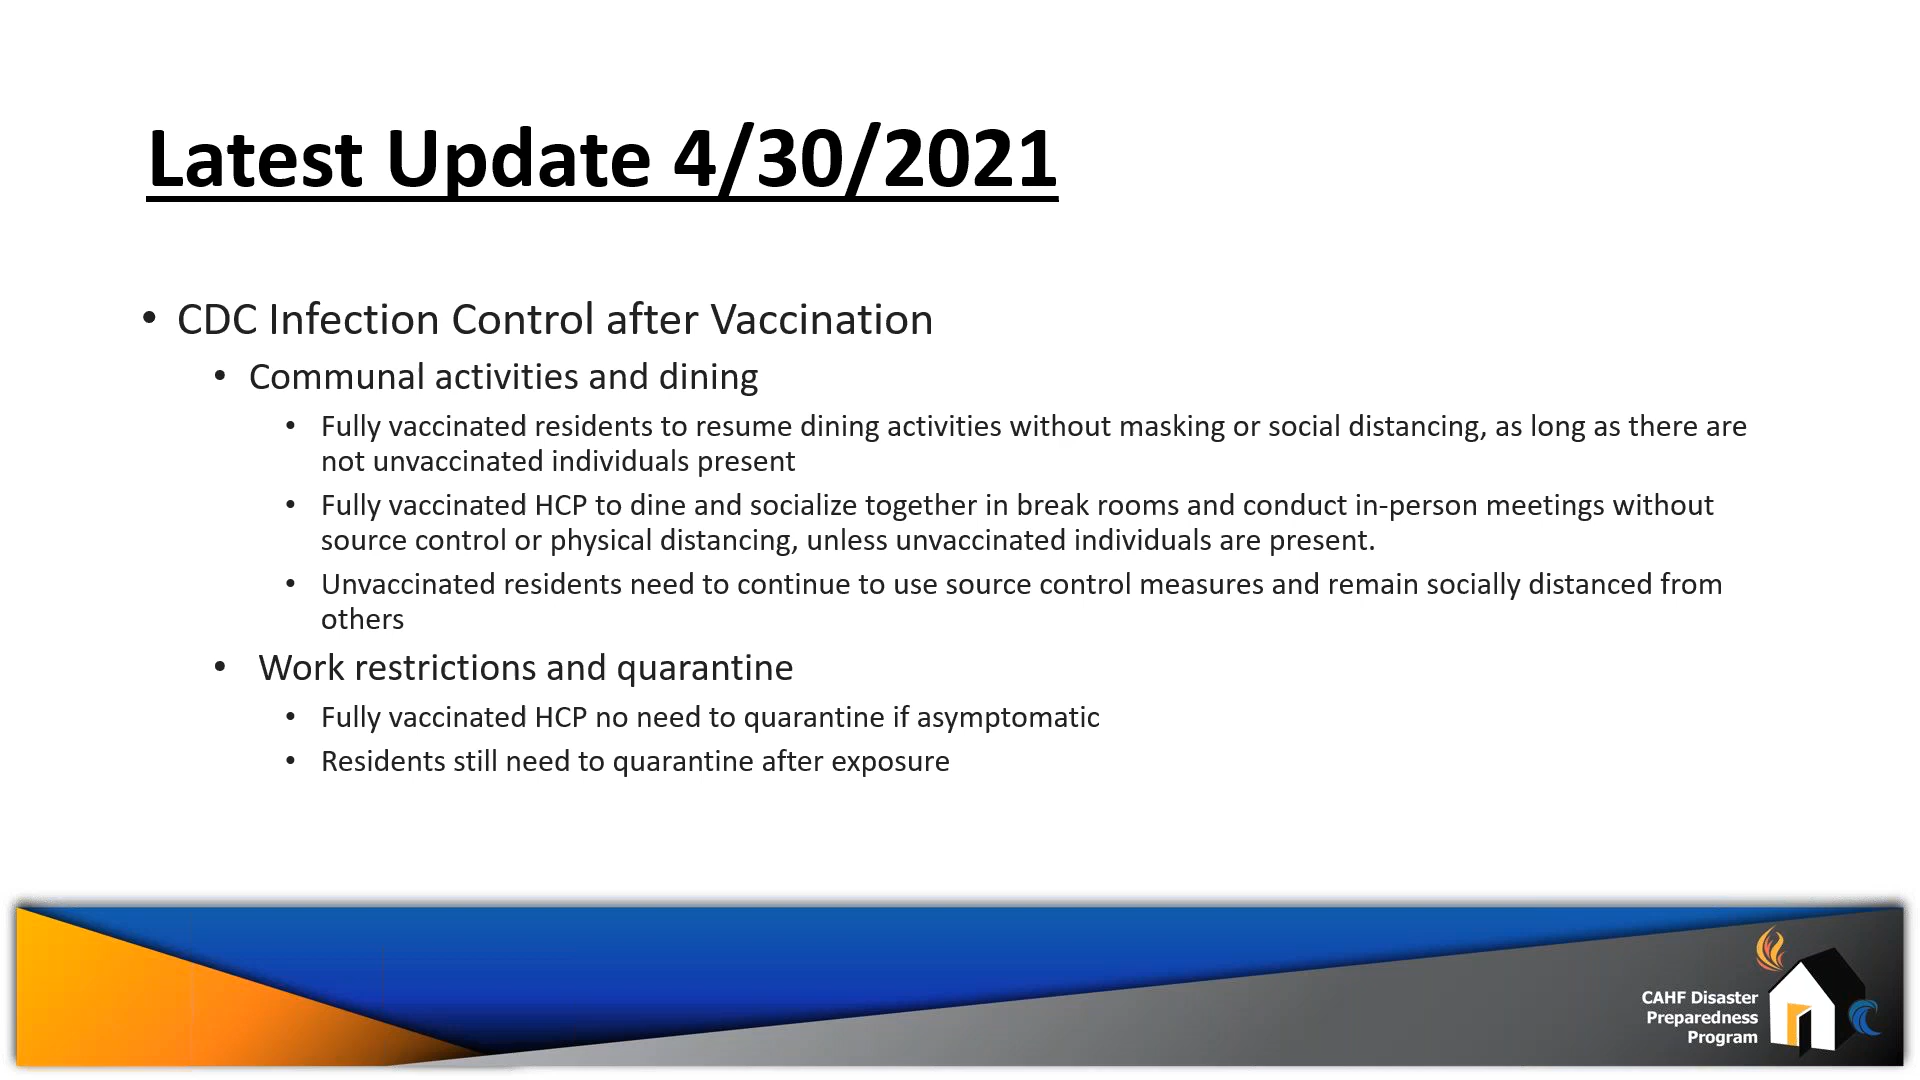 Latest Update 4/30/2021
• CDC Infection Control after Vaccination
• Communal activities and dining
• Fully vaccinated residents to resume dining activities without masking or social distancing, as long as there are
not unvaccinated individuals present
• Fully vaccinated HCP to dine and socialize together in break rooms and conduct in-person meetings without
source control or physical distancing, unless unvaccinated individuals are present.
• Unvaccinated residents need to continue to use source control measures and remain socially distanced from
others
• Work restrictions and quarantine
• Fully vaccinated HCP no need to quarantine if asymptomatic
• Residents still need to quarantine after exposure
CAHF Disaster
Preparedness
Program